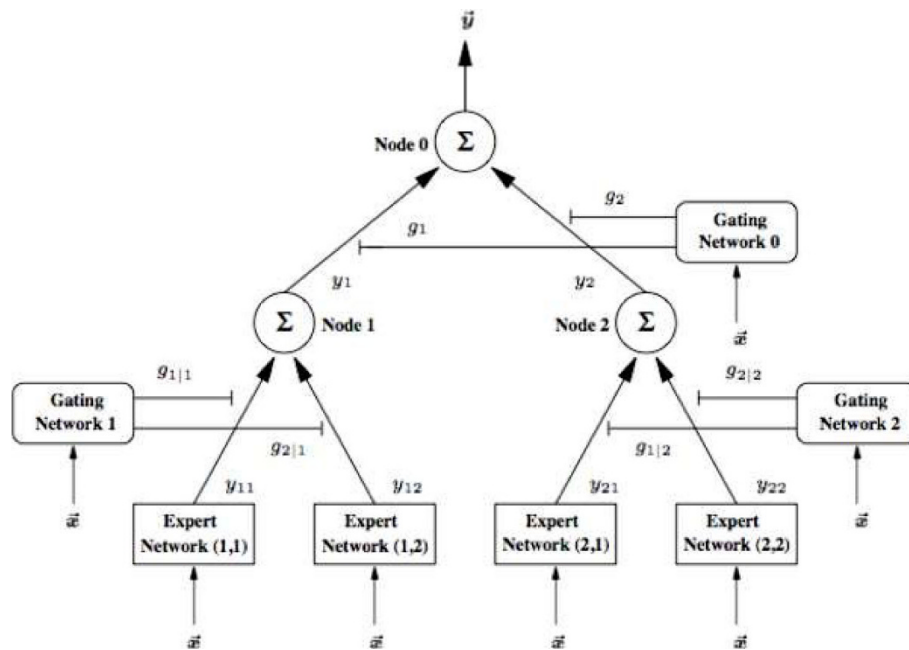 y⃗
Node 0
Σ
g₂
Gating
Network 0
g₁
y₁
y₂
x⃗
Σ
Node 1
Node 2
Σ
g₁|₁
Gating
Network 1
g₂|₁
g₂|₂
Gating
Network 2
g₁|₂
x⃗
y₁₁
y₁₂
y₂₁
y₂₂
x⃗
Expert
Network (1,1)
Expert
Network (1,2)
Expert
Network (2,1)
Expert
Network (2,2)
x⃗
x⃗
x⃗
x⃗